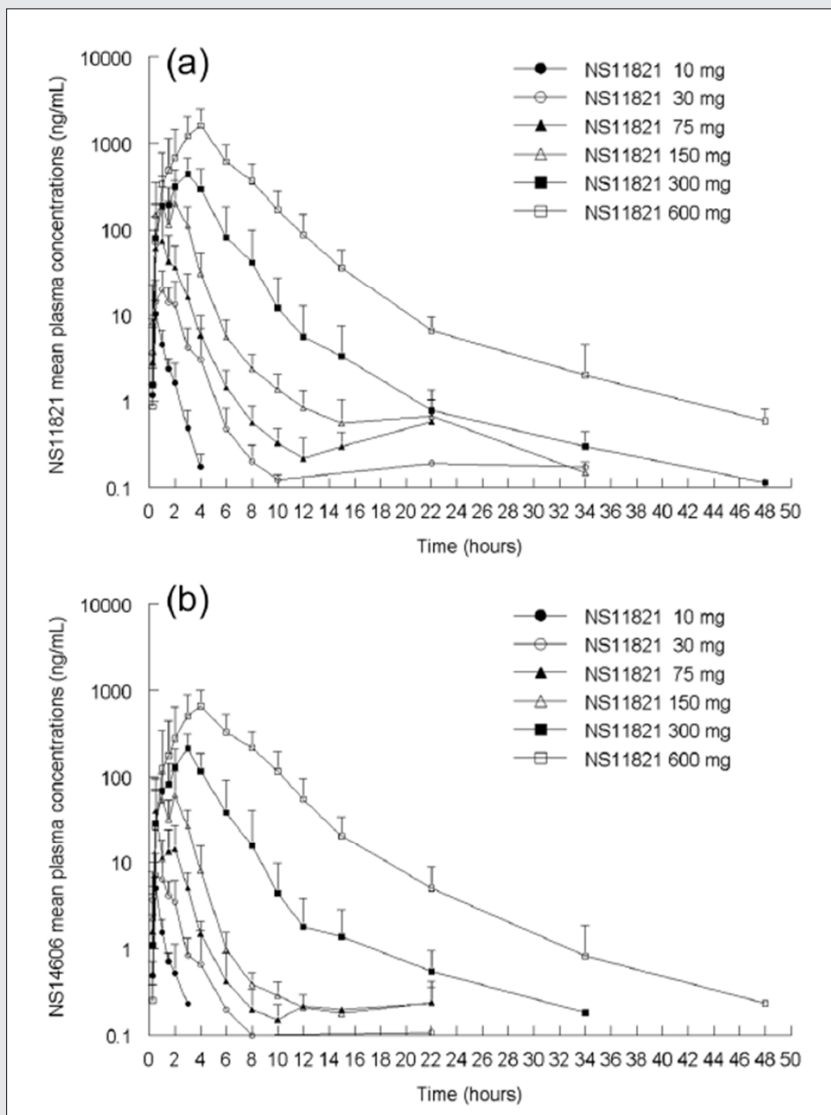 (a)
NS11821 mean plasma concentrations (ng/mL)
10000
1000
100
10
1
0.1
NS11821 10 mg
NS11821 30 mg
NS11821 75 mg
NS11821 150 mg
NS11821 300 mg
NS11821 600 mg
0 2 4 6 8 10 12 14 16 18 20 22 24 26 28 30 32 34 36 38 40 42 44 46 48 50
Time (hours)
(b)
NS14606 mean plasma concentrations (ng/mL)
10000
1000
100
10
1
0.1
NS11821 10 mg
NS11821 30 mg
NS11821 75 mg
NS11821 150 mg
NS11821 300 mg
NS11821 600 mg
0 2 4 6 8 10 12 14 16 18 20 22 24 26 28 30 32 34 36 38 40 42 44 46 48 50
Time (hours)